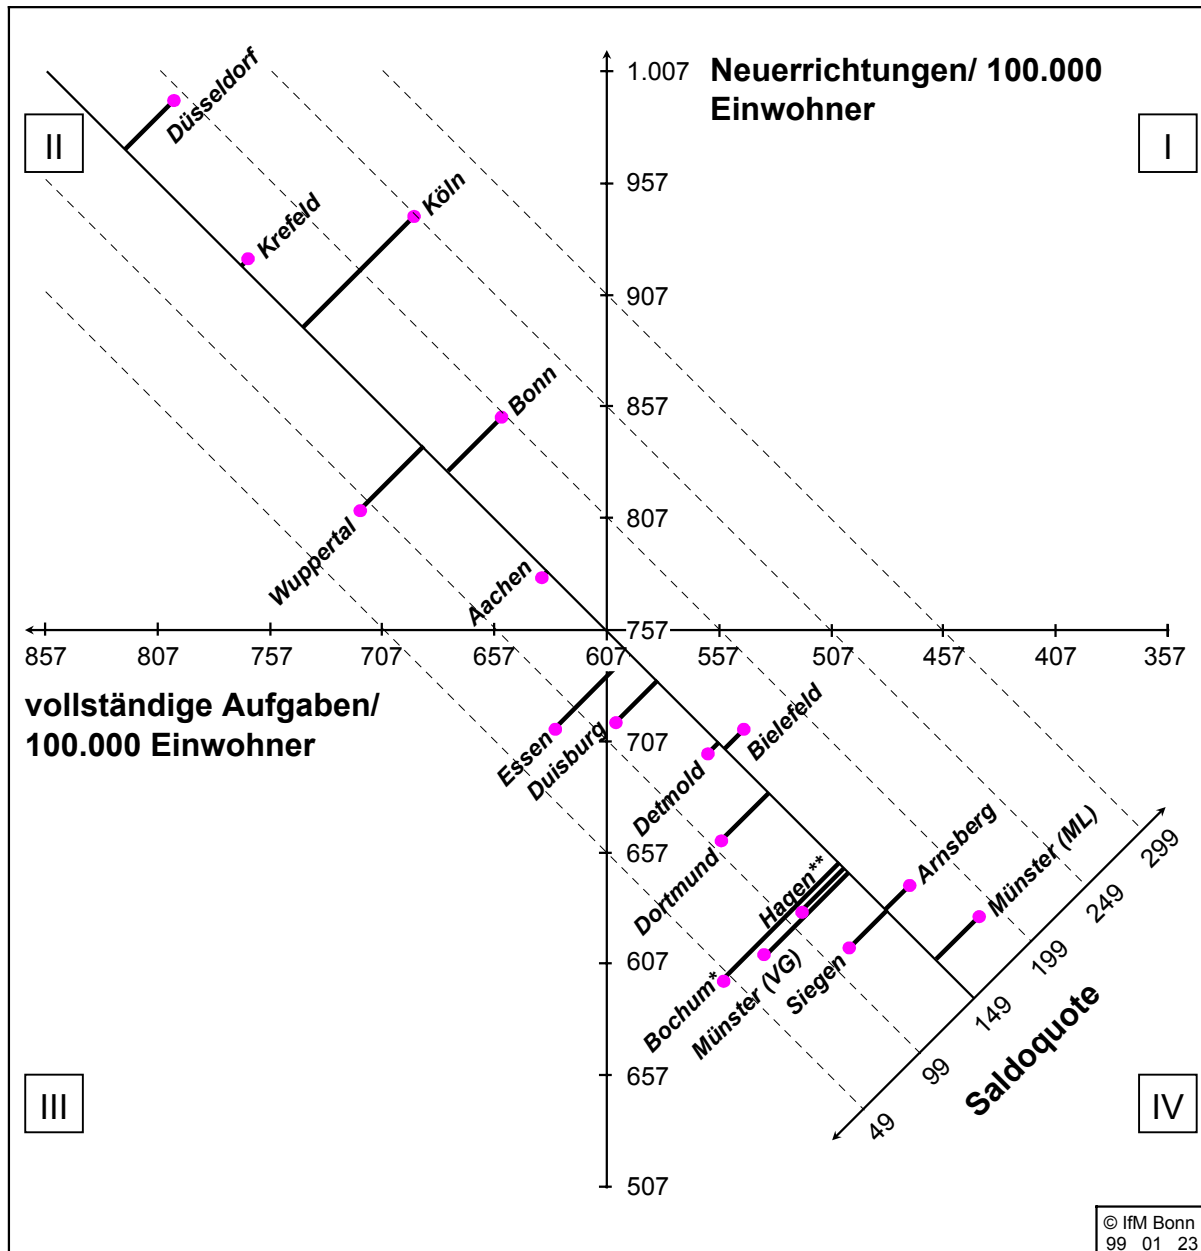 1.007
Neuerrichtungen/ 100.000
Einwohner
II
I
Düsseldorf
957
Köln
Krefeld
907
857
Bonn
807
Wuppertal
Aachen
757
857 807 757 707 657 607 557 507 457 407 357
vollständige Aufgaben/
100.000 Einwohner
Essen
Duisburg
707
Detmold
Bielefeld
657
Dortmund
Hagen**
Arnsberg
Münster (ML)
299
249
199
149
99
49
607
Bochum*
Münster (VG)
Siegen
Saldoquote
657
III
IV
507
© IfM Bonn
99 01 23